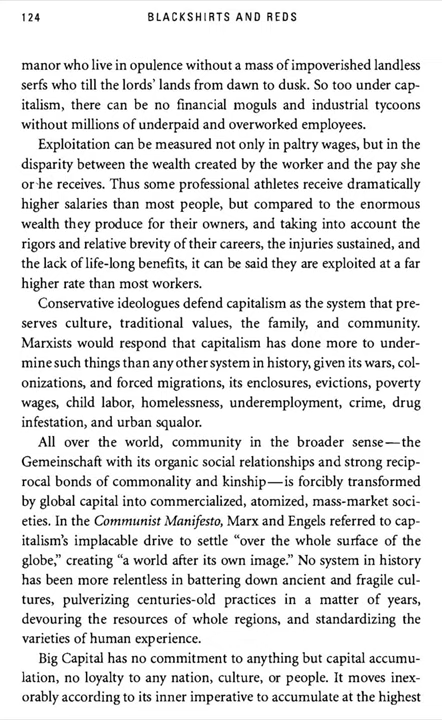 124 BLACKSHIRTS AND REDS
manor who live in opulence without a mass of impoverished landless
serfs who till the lords' lands from dawn to dusk. So too under cap-
italism, there can be no financial moguls and industrial tycoons
without millions of underpaid and overworked employees.
Exploitation can be measured not only in paltry wages, but in the
disparity between the wealth created by the worker and the pay she
or he receives. Thus some professional athletes receive dramatically
higher salaries than most people, but compared to the enormous
wealth they produce for their owners, and taking into account the
rigors and relative brevity of their careers, the injuries sustained, and
the lack of life-long benefits, it can be said they are exploited at a far
higher rate than most workers.
Conservative ideologues defend capitalism as the system that pre-
serves culture, traditional values, the family, and community.
Marxists would respond that capitalism has done more to under-
mine such things than any other system in history, given its wars, col-
onizations, and forced migrations, its enclosures, evictions, poverty
wages, child labor, homelessness, underemployment, crime, drug
infestation, and urban squalor.
All over the world, community in the broader sense—the
Gemeinschaft with its organic social relationships and strong recip-
rocal bonds of commonality and kinship—is forcibly transformed
by global capital into commercialized, atomized, mass-market soci-
eties. In the Communist Manifesto, Marx and Engels referred to cap-
italism's implacable drive to settle "over the whole surface of the
globe," creating "a world after its own image." No system in history
has been more relentless in battering down ancient and fragile cul-
tures, pulverizing centuries-old practices in a matter of years,
devouring the resources of whole regions, and standardizing the
varieties of human experience.
Big Capital has no commitment to anything but capital accumu-
lation, no loyalty to any nation, culture, or people. It moves inex-
orably according to its inner imperative to accumulate at the highest